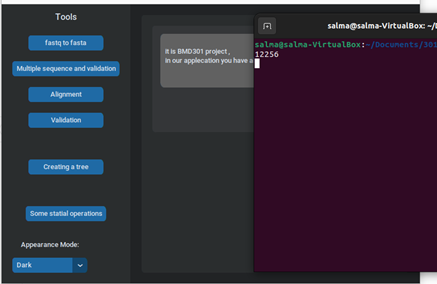 Tools
fastq to fasta
Multiple sequence and validation
Alignment
Validation
Creating a tree
Some statial operations
Appearance Mode:
Dark
it is BMD301 project ,
in our applecation you have a
salma@salma-VirtualBox: ~/
salma@salma-VirtualBox:~/Documents/301
12256